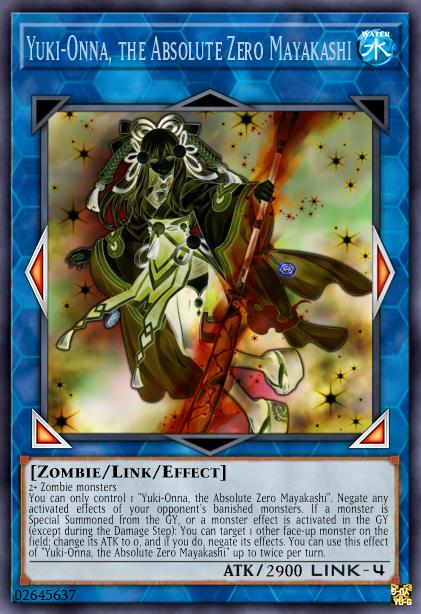 Yuki-Onna, the Absolute Zero Mayakashi
WATER
水
[Zombie/Link/Effect]
2+ Zombie monsters
You can only control 1 "Yuki-Onna, the Absolute Zero Mayakashi". Negate any
activated effects of your opponent's banished monsters. If a monster is
Special Summoned from the GY, or a monster effect is activated in the GY
(except during the Damage Step): You can target 1 other face-up monster on the
field; change its ATK to 0, and if you do, negate its effects. You can use this effect
of "Yuki-Onna, the Absolute Zero Mayakashi" up to twice per turn.
ATK/2900 LINK-4
02645637